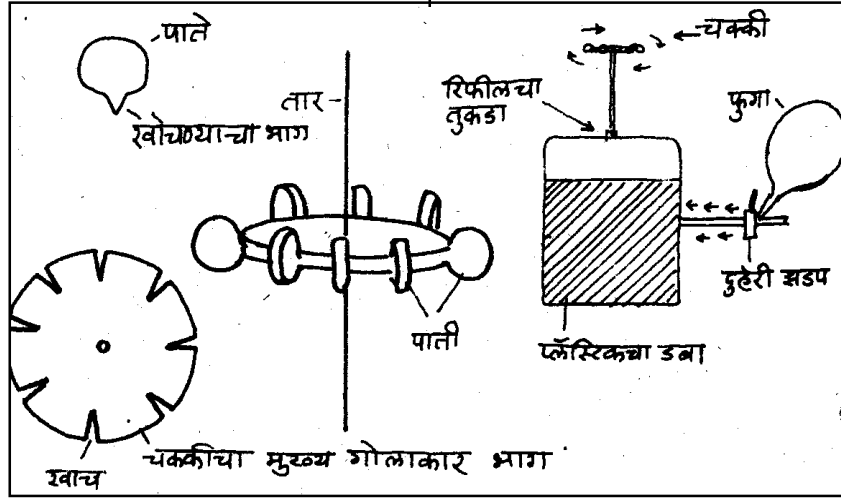 पाते
खोचण्याचा भाग
तार
चक्की
रिफीलचा
तुकडा
फुगा
पाती
दुहेरी झडप
प्लॅस्टिकचा डबा
खाच
चक्कीचा मुख्य गोलाकार भाग